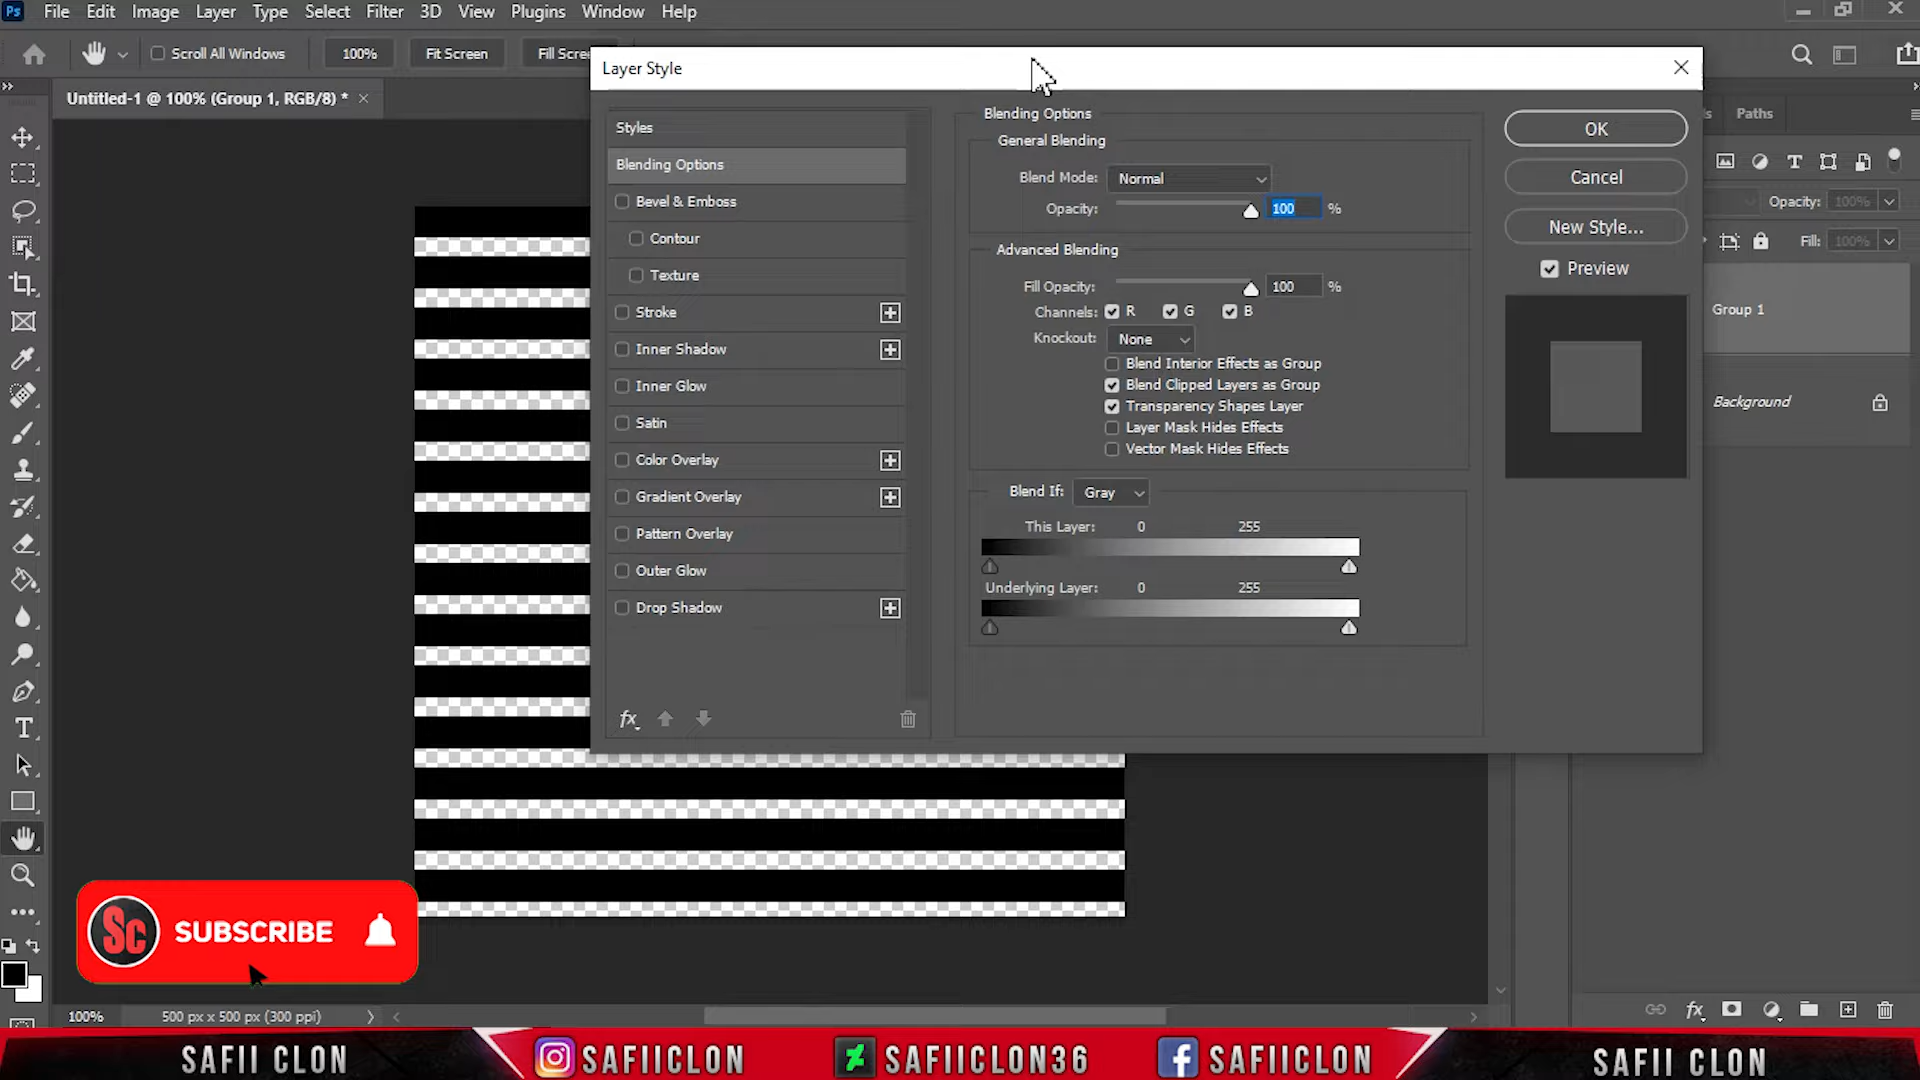 Ps File Edit Image Layer Type Select Filter 3D View Plugins Window Help
Scroll All Windows 100% Fit Screen Fill Scre
Layer Style
Untitled-1 @ 100% (Group 1, RGB/8) *
Styles
Blending Options
Bevel & Emboss
Contour
Texture
Stroke
Inner Shadow
Inner Glow
Satin
Color Overlay
Gradient Overlay
Pattern Overlay
Outer Glow
Drop Shadow
fx
Blending Options
General Blending
Blend Mode: Normal
Opacity: 100 %
Advanced Blending
Fill Opacity: 100 %
Channels: R G B
Knockout: None
Blend Interior Effects as Group
Blend Clipped Layers as Group
Transparency Shapes Layer
Layer Mask Hides Effects
Vector Mask Hides Effects
Blend If: Gray
This Layer: 0 255
Underlying Layer: 0 255
OK
Cancel
New Style...
Preview
s Paths
Opacity: 100%
Fill: 100%
Group 1
Background
SC SUBSCRIBE
100% 500 px x 500 px (300 ppi)
fx
SAFII CLON SAFIICLON SAFIICLON36 SAFIICLON SAFII CLON